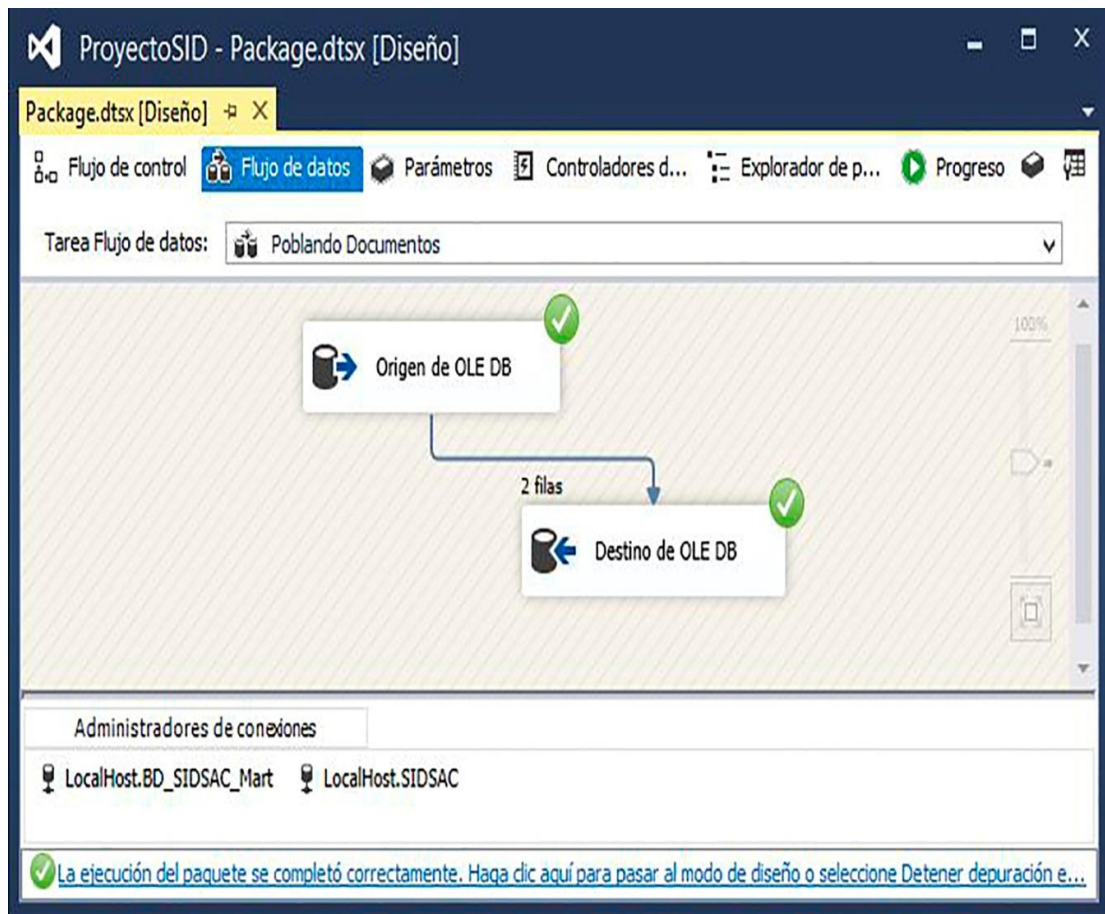 ProyectoSID - Package.dtsx [Diseño]
Package.dtsx [Diseño]
Flujo de control Flujo de datos Parámetros Controladores d... Explorador de p... Progreso
Tarea Flujo de datos: Poblando Documentos
100%
Origen de OLE DB
2 filas
Destino de OLE DB
Administradores de conexiones
LocalHost.BD_SIDSAC_Mart LocalHost.SIDSAC
La ejecución del paquete se completó correctamente. Haga clic aquí para pasar al modo de diseño o seleccione Detener depuración e...